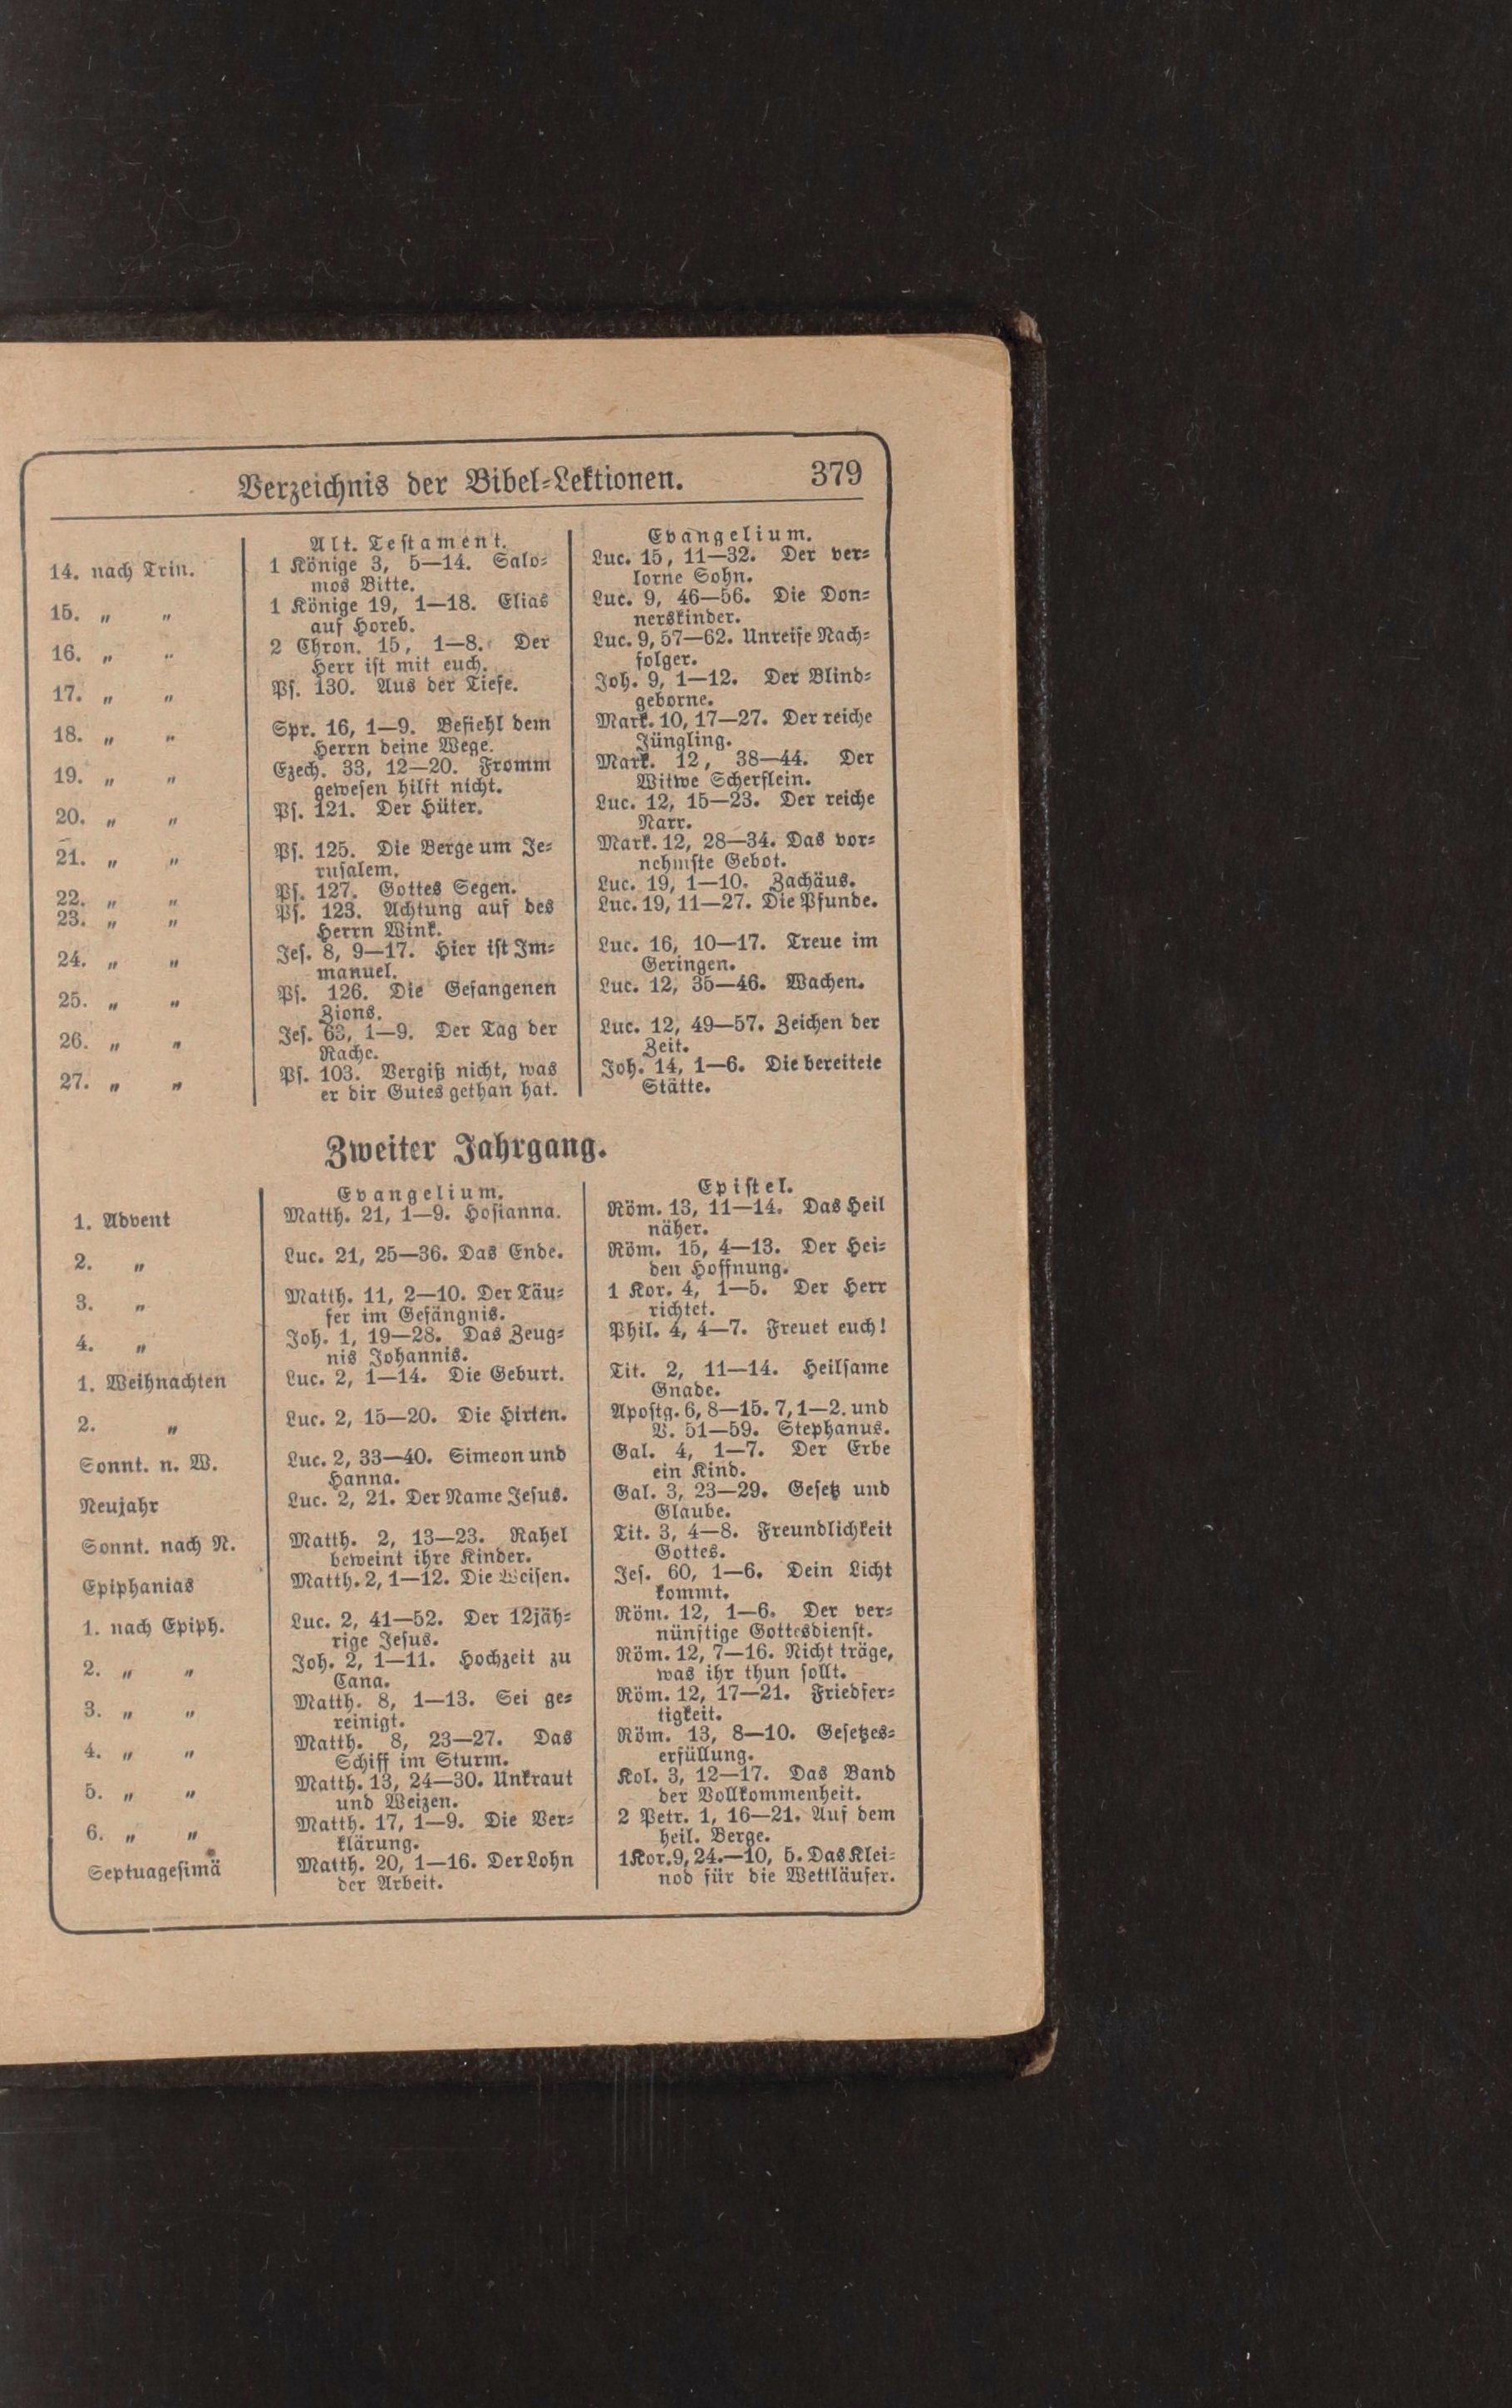 Verzeichnis der Bibel-Lektionen. 379
Alt. Testament. Evangelium.
14. nach Trin. 1 Könige 3, 5—14. Salo- Luc. 15, 11—32. Der ver-
mos Bitte. lorne Sohn.
15. „ „ 1 Könige 19, 1—18. Elias Luc. 9, 46—56. Die Don-
auf Horeb. nerskinder.
16. „ „ 2 Chron. 15, 1—8. Der Luc. 9, 57—62. Unreife Nach-
Herr ist mit euch. folger.
17. „ „ Ps. 130. Aus der Tiefe. Joh. 9, 1—12. Der Blind-
geborne.
18. „ „ Spr. 16, 1—9. Befiehl dem Mark. 10, 17—27. Der reiche
Herrn deine Wege. Jüngling.
19. „ „ Ezech. 33, 12—20. Fromm Mark. 12, 38—44. Der
gewesen hilft nicht. Witwe Scherflein.
20. „ „ Ps. 121. Der Hüter. Luc. 12, 15—23. Der reiche
Narr.
21. „ „ Ps. 125. Die Berge um Je- Mark. 12, 28—34. Das vor-
rusalem. nehmste Gebot.
22. „ „ Ps. 127. Gottes Segen. Luc. 19, 1—10. Zachäus.
23. „ „ Ps. 123. Achtung auf des Luc. 19, 11—27. Die Pfunde.
Herrn Wink.
24. „ „ Jes. 8, 9—17. Hier ist Im- Luc. 16, 10—17. Treue im
manuel. Geringen.
25. „ „ Ps. 126. Die Gefangenen Luc. 12, 35—46. Wachen.
Zions.
26. „ „ Jes. 63, 1—9. Der Tag der Luc. 12, 49—57. Zeichen der
Rache. Zeit.
27. „ „ Ps. 103. Vergiß nicht, was Joh. 14, 1—6. Die bereitete
er dir Gutes gethan hat. Stätte.
Zweiter Jahrgang.
Evangelium. Epistel.
1. Advent Matth. 21, 1—9. Hosianna. Röm. 13, 11—14. Das Heil
näher.
2. „ Luc. 21, 25—36. Das Ende. Röm. 15, 4—13. Der Hei-
den Hoffnung.
3. „ Matth. 11, 2—10. Der Täu- 1 Kor. 4, 1—5. Der Herr
fer im Gefängnis. richtet.
4. „ Joh. 1, 19—28. Das Zeug- Phil. 4, 4—7. Freuet euch!
nis Johannis.
1. Weihnachten Luc. 2, 1—14. Die Geburt. Tit. 2, 11—14. Heilsame
Gnade.
2. „ Luc. 2, 15—20. Die Hirten. Apostg. 6, 8—15. 7, 1—2. und
V. 51—59. Stephanus.
Sonnt. n. W. Luc. 2, 33—40. Simeon und Gal. 4, 1—7. Der Erbe
Hanna. ein Kind.
Neujahr Luc. 2, 21. Der Name Jesus. Gal. 3, 23—29. Gesetz und
Glaube.
Sonnt. nach N. Matth. 2, 13—23. Rahel Tit. 3, 4—8. Freundlichkeit
beweint ihre Kinder. Gottes.
Epiphanias Matth. 2, 1—12. Die Weisen. Jes. 60, 1—6. Dein Licht
kommt.
1. nach Epiph. Luc. 2, 41—52. Der 12jäh- Röm. 12, 1—6. Der ver-
rige Jesus. nünftige Gottesdienst.
2. „ „ Joh. 2, 1—11. Hochzeit zu Röm. 12, 7—16. Nicht träge,
Cana. was ihr thun sollt.
3. „ „ Matth. 8, 1—13. Sei ge- Röm. 12, 17—21. Friedfer-
reinigt. tigkeit.
4. „ „ Matth. 8, 23—27. Das Röm. 13, 8—10. Gesetzes-
Schiff im Sturm. erfüllung.
5. „ „ Matth. 13, 24—30. Unkraut Kol. 3, 12—17. Das Band
und Weizen. der Vollkommenheit.
6. „ „ Matth. 17, 1—9. Die Ver- 2 Petr. 1, 16—21. Auf dem
klärung. heil. Berge.
Septuagesimä Matth. 20, 1—16. Der Lohn 1 Kor. 9, 24.—10, 5. Das Klei-
der Arbeit. nod für die Wettläufer.